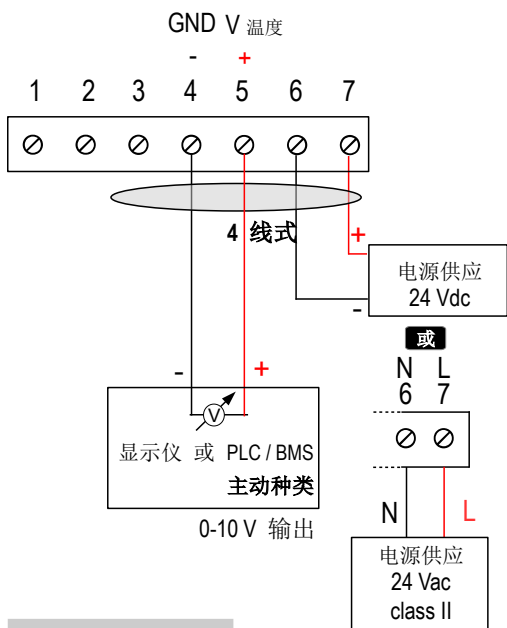 GND V 温度
- +
1 2 3 4 5 6 7
4 线式
+
电源供应
24 Vdc
-
或
N L
6 7
- +
V
显示仪 或 PLC / BMS
主动种类
0-10 V 输出
N L
电源供应
24 Vac
class II